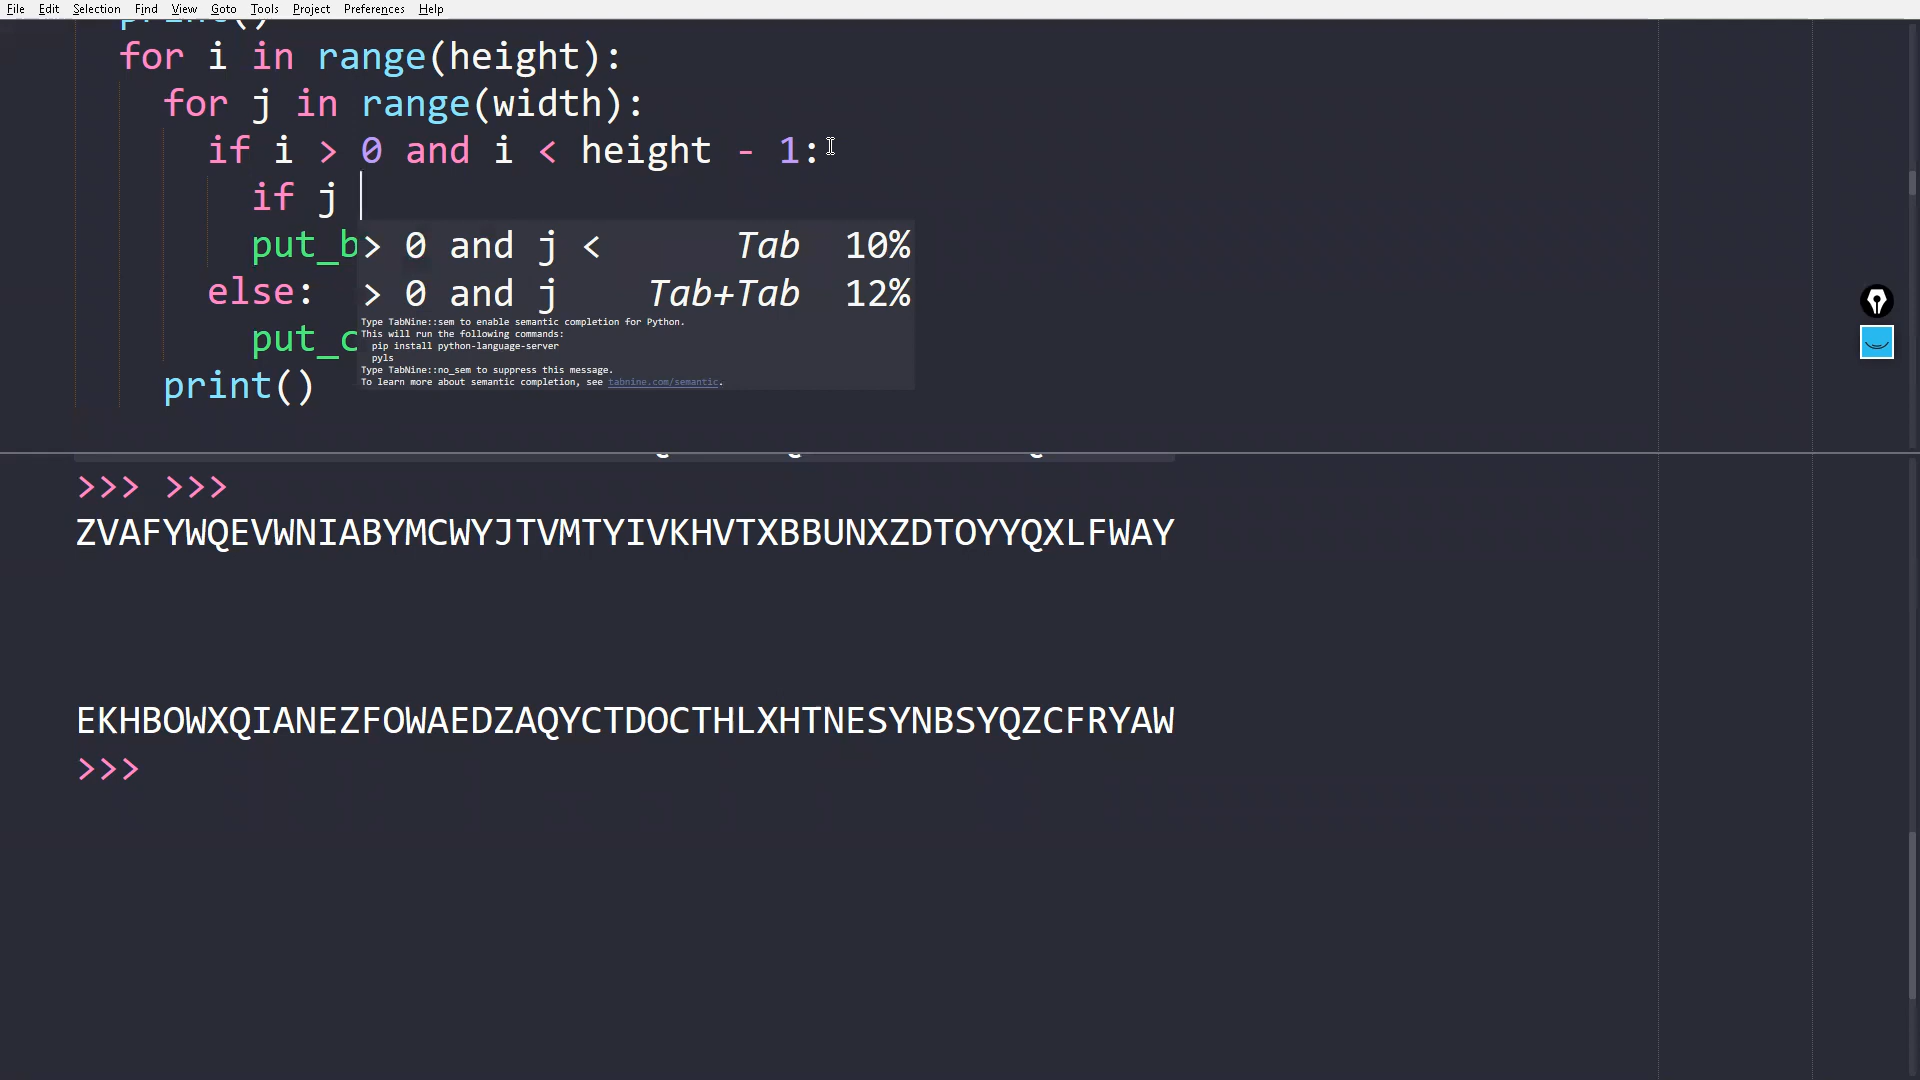 File Edit Selection Find View Goto Tools Project Preferences Help
for i in range(height):
for j in range(width):
if i > 0 and i < height - 1:
if j
put_b
> 0 and j < Tab 10%
else:
> 0 and j Tab+Tab 12%
Type TabNine::sem to enable semantic completion for Python.
This will run the following commands:
pip install python-language-server
pyls
Type TabNine::no_sem to suppress this message.
To learn more about semantic completion, see tabnine.com/semantic.
put_c
print()
>>> >>>
ZVAFYWQEVWNIABYMCWYJTVMTYIVKHVTXBBUNXZDTOYYQXLFWAY
EKHBOWXQIANEZFOWAEDZAQYCTDOCTHLXHTNESYNBSYQZCFRYAW
>>>